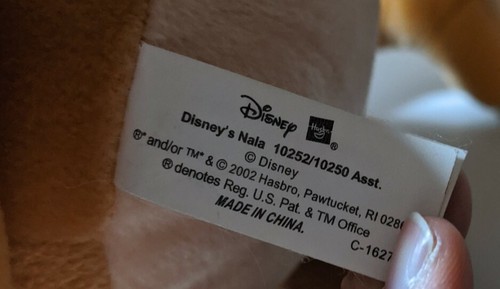 Disney Hasbro ®
Disney's Nala 10252/10250 Asst.
© Disney
®* and/or TM* & © 2002 Hasbro, Pawtucket, RI
® denotes Reg. U.S. Pat. & TM Office
MADE IN CHINA.